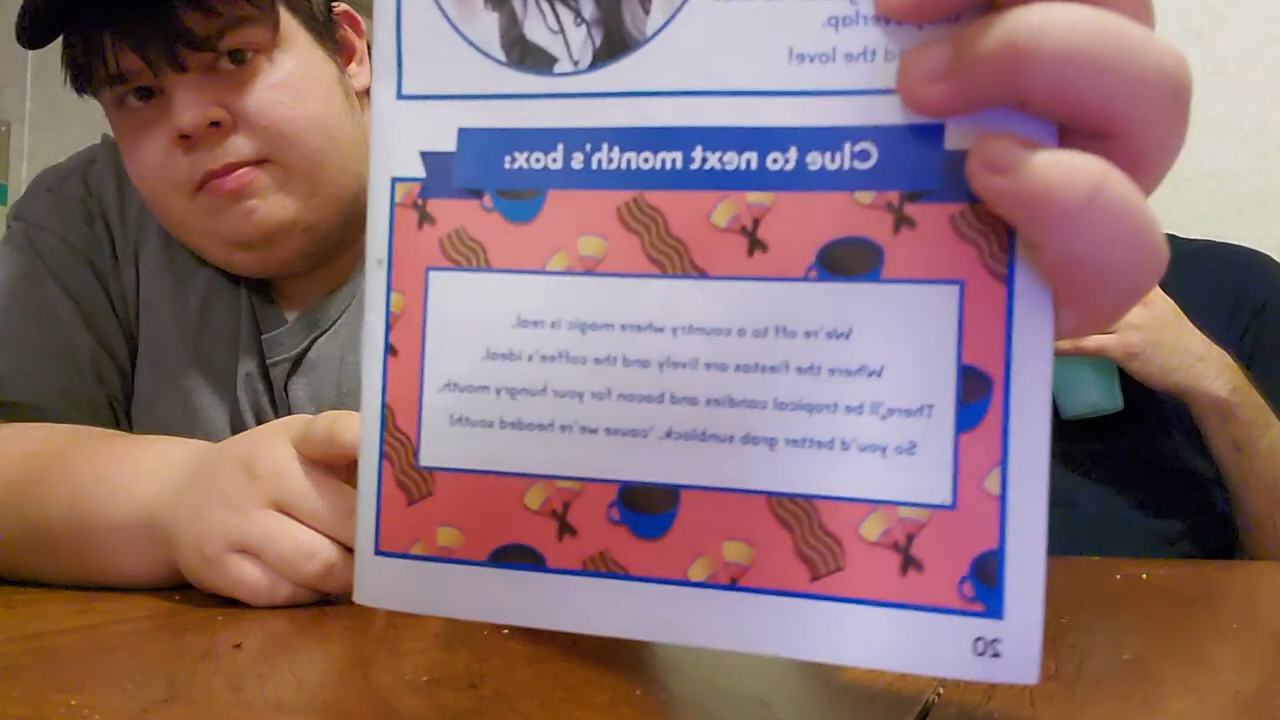 overlap.
the love!
Clue to next month's box:
We're off to a country where magic is real,
Where the fiestas are lively and the coffee's ideal.
There'll be tropical candies and bacon for your hungry mouth,
So you'd better grab sunblock, 'cause we're headed south!
20